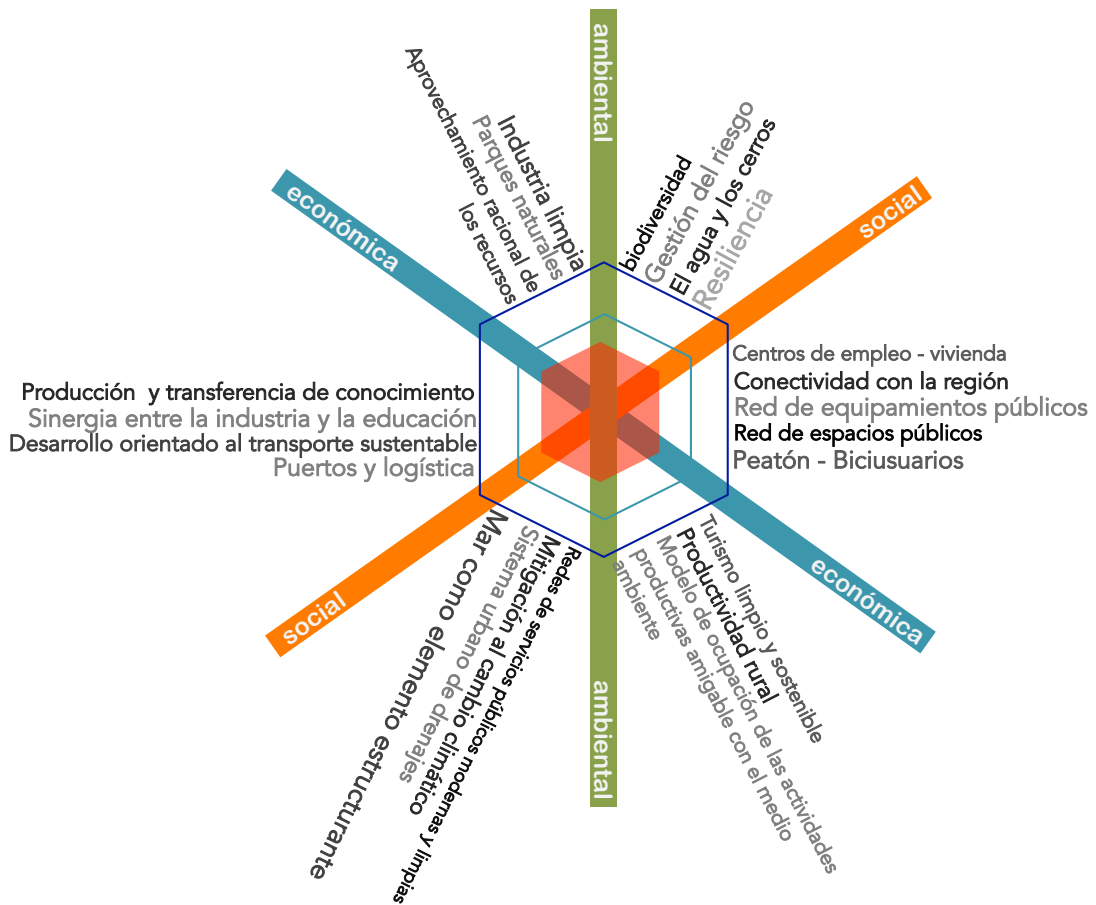 ambiental
económica
social
Aprovechamiento racional de
los recursos
Parques naturales
Industria limpia
biodiversidad
Gestión del riesgo
El agua y los cerros
Resiliencia
Producción y transferencia de conocimiento
Sinergia entre la industria y la educación
Desarrollo orientado al transporte sustentable
Puertos y logística
Centros de empleo - vivienda
Conectividad con la región
Red de equipamientos públicos
Red de espacios públicos
Peatón - Biciusuarios
Mar como elemento estructurante
Sistema urbano de drenajes
Mitigación al cambio climático
Redes de servicios públicos modernas y limpias
Turismo limpio y sostenible
Productividad rural
Modelo de ocupación de las actividades
productivas amigable con el medio
ambiente
social
ambiental
económica